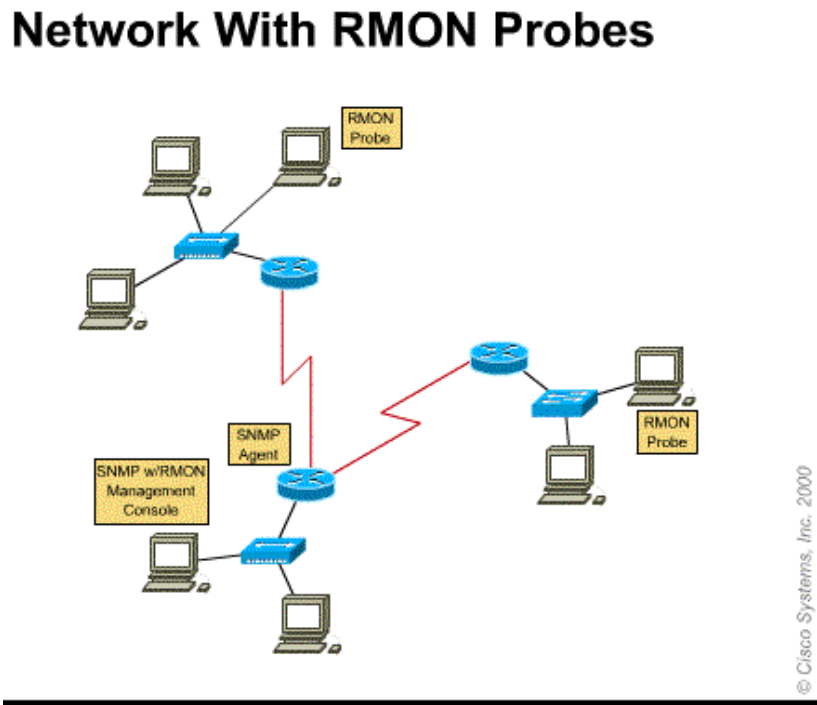 Network With RMON Probes
RMON
Probe
SNMP
Agent
RMON
Probe
SNMP w/RMON
Management
Console
© Cisco Systems, Inc. 2000